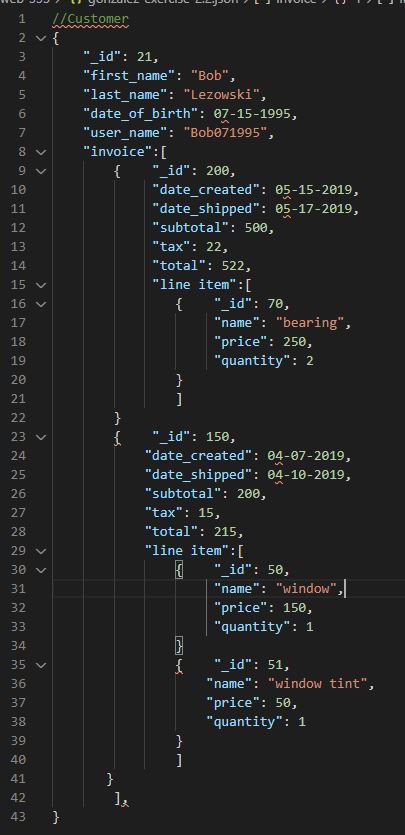 web-335 > {} gonzalez-exercise-2.2.json > [ ] invoice > {} 1 > [ ]
1 //Customer
2 {
3 "_id": 21,
4 "first_name": "Bob",
5 "last_name": "Lezowski",
6 "date_of_birth": 07-15-1995,
7 "user_name": "Bob071995",
8 "invoice":[
9 { "_id": 200,
10 "date_created": 05-15-2019,
11 "date_shipped": 05-17-2019,
12 "subtotal": 500,
13 "tax": 22,
14 "total": 522,
15 "line item":[
16 { "_id": 70,
17 "name": "bearing",
18 "price": 250,
19 "quantity": 2
20 }
21 ]
22 }
23 { "_id": 150,
24 "date_created": 04-07-2019,
25 "date_shipped": 04-10-2019,
26 "subtotal": 200,
27 "tax": 15,
28 "total": 215,
29 "line item":[
30 { "_id": 50,
31 "name": "window",
32 "price": 150,
33 "quantity": 1
34 }
35 { "_id": 51,
36 "name": "window tint",
37 "price": 50,
38 "quantity": 1
39 }
40 ]
41 }
42 ],
43 }